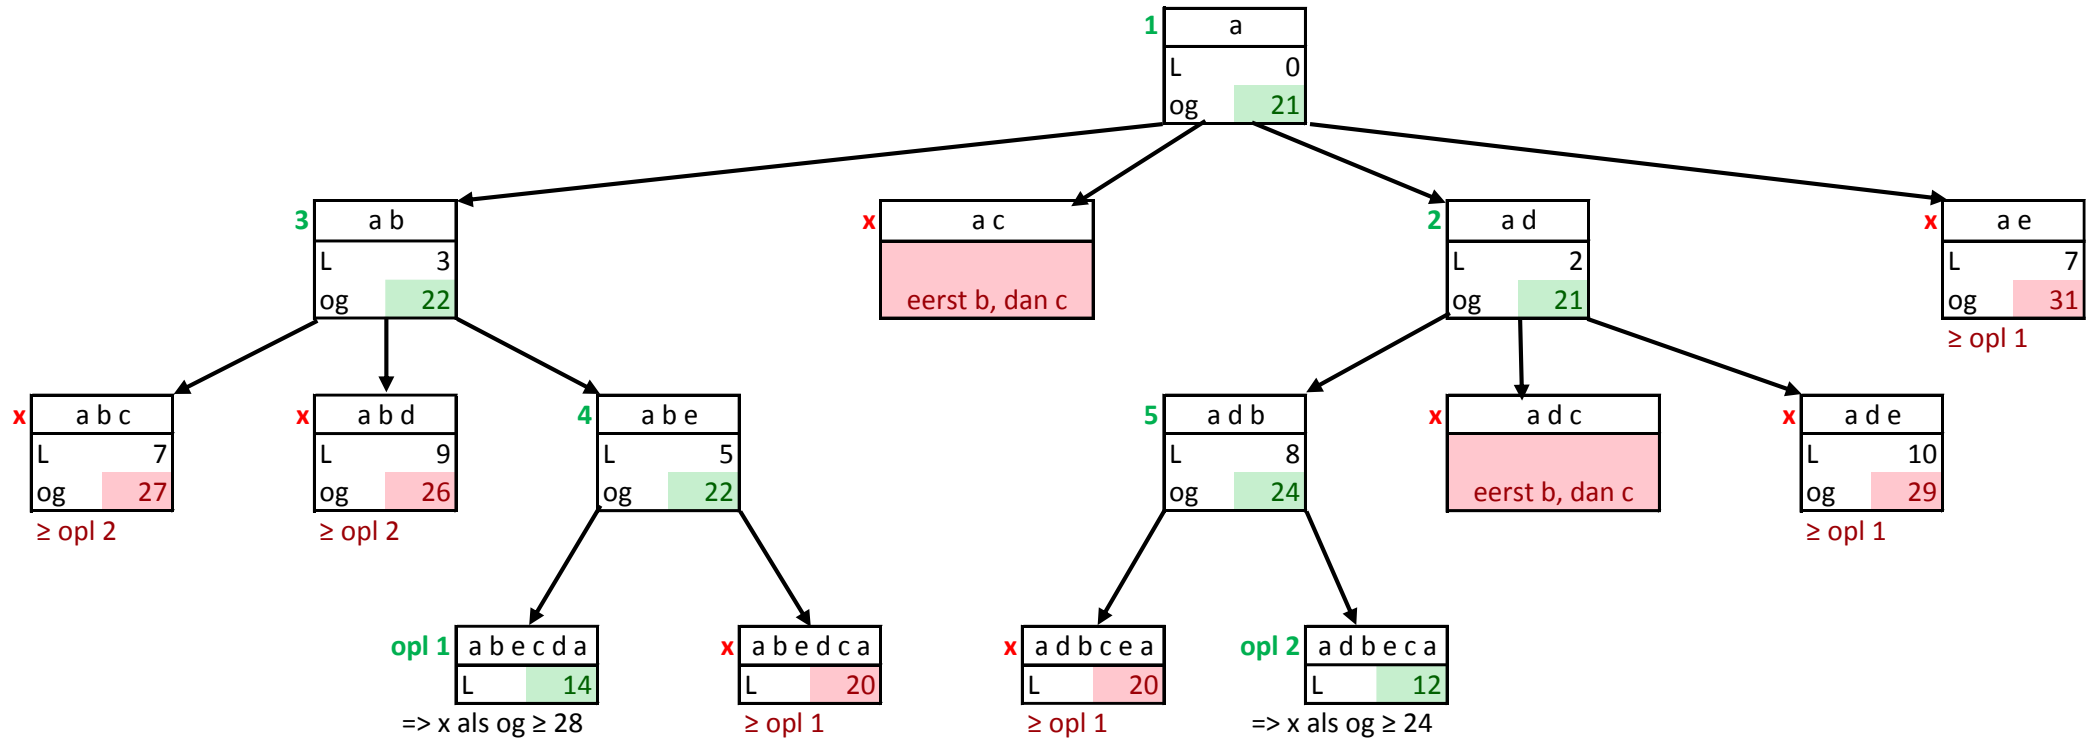 1 a
L 0
og 21
3 a b
L 3
og 22
x a c
eerst b, dan c
2 a d
L 2
og 21
x a e
L 7
og 31
≥ opl 1
x a b c
L 7
og 27
≥ opl 2
x a b d
L 9
og 26
≥ opl 2
4 a b e
L 5
og 22
5 a d b
L 8
og 24
x a d c
eerst b, dan c
x a d e
L 10
og 29
≥ opl 1
opl 1 a b e c d a
L 14
=> x als og ≥ 28
x a b e d c a
L 20
≥ opl 1
x a d b c e a
L 20
≥ opl 1
opl 2 a d b e c a
L 12
=> x als og ≥ 24